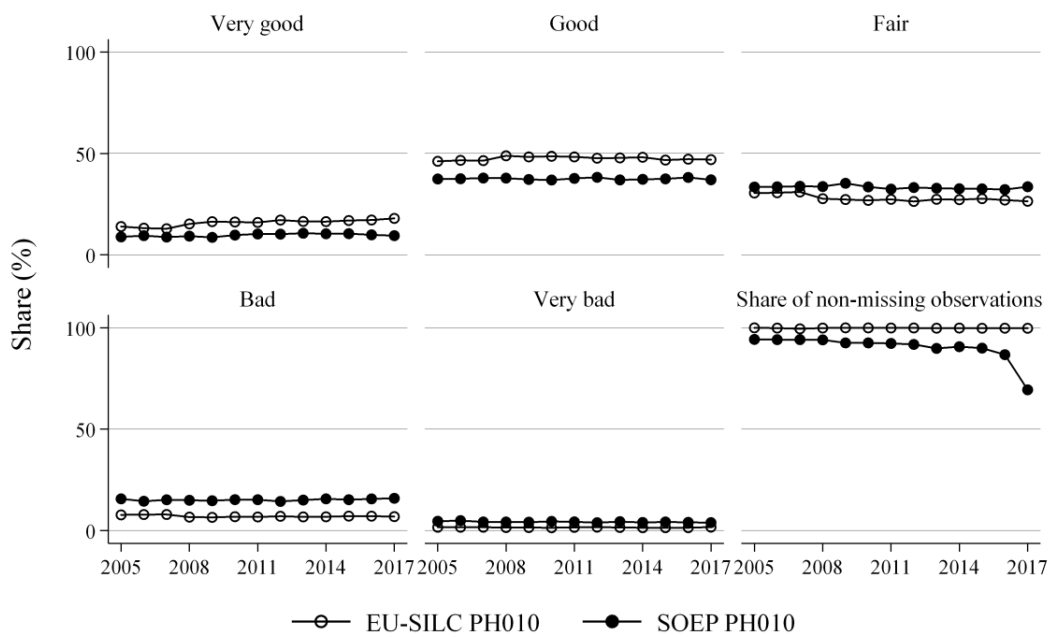 Very good
Good
Fair
100
50
0
Share (%)
Bad
Very bad
Share of non-missing observations
100
50
0
2005 2008 2011 2014 2017
2005 2008 2011 2014 2017
2005 2008 2011 2014 2017
EU-SILC PH010
SOEP PH010